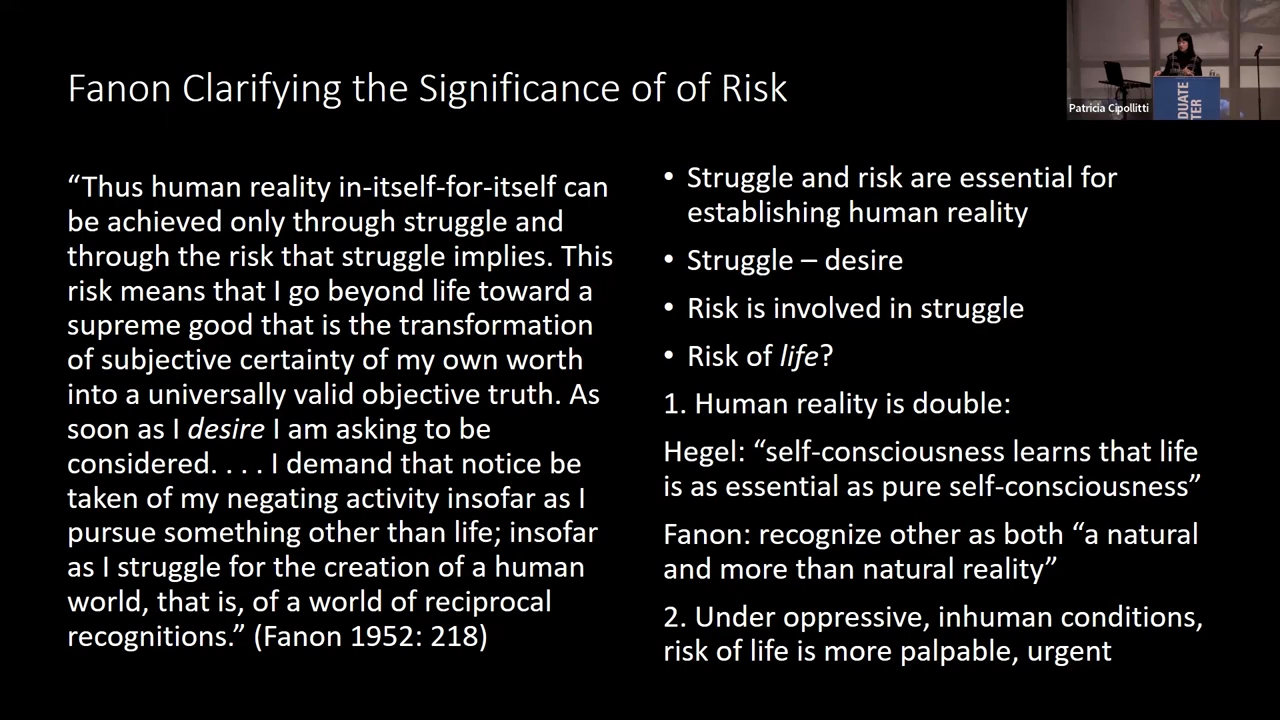 Fanon Clarifying the Significance of of Risk
“Thus human reality in-itself-for-itself can
be achieved only through struggle and
through the risk that struggle implies. This
risk means that I go beyond life toward a
supreme good that is the transformation
of subjective certainty of my own worth
into a universally valid objective truth. As
soon as I desire I am asking to be
considered. . . . I demand that notice be
taken of my negating activity insofar as I
pursue something other than life; insofar
as I struggle for the creation of a human
world, that is, of a world of reciprocal
recognitions.” (Fanon 1952: 218)
• Struggle and risk are essential for
establishing human reality
• Struggle – desire
• Risk is involved in struggle
• Risk of life?
1. Human reality is double:
Hegel: “self-consciousness learns that life
is as essential as pure self-consciousness”
Fanon: recognize other as both “a natural
and more than natural reality”
2. Under oppressive, inhuman conditions,
risk of life is more palpable, urgent
Patricia Cipollitti
DUATE
TER